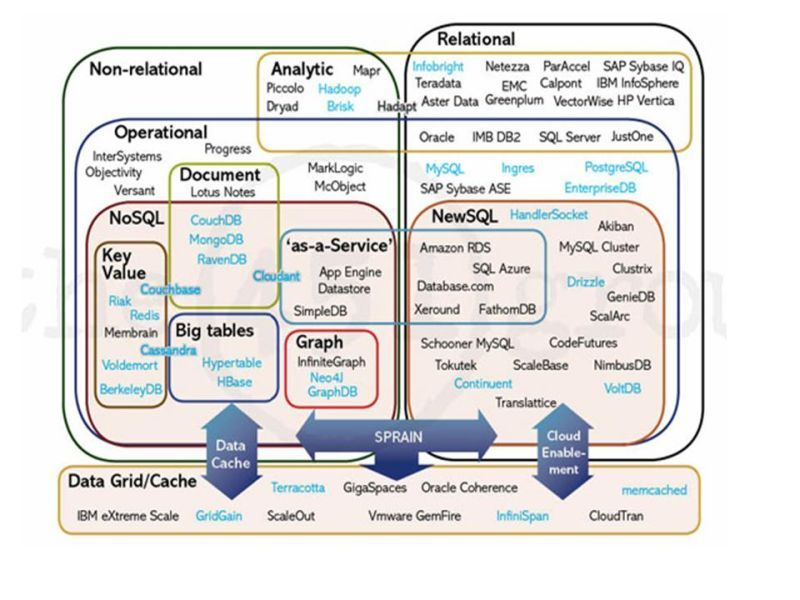 Relational
Non-relational
Analytic
Mapr
Piccolo
Hadoop
Dryad
Brisk
Hadapt
Infobright
Netezza
ParAccel
SAP Sybase IQ
Teradata
EMC
Calpont
IBM InfoSphere
Aster Data
Greenplum
VectorWise
HP Vertica
Operational
Oracle
IMB DB2
SQL Server
JustOne
InterSystems
Progress
Objectivity
Versant
Document
Lotus Notes
MarkLogic
McObject
MySQL
Ingres
PostgreSQL
SAP Sybase ASE
EnterpriseDB
NoSQL
CouchDB
MongoDB
RavenDB
Cloudant
Key
Value
Couchbase
Riak
Redis
Membrain
Cassandra
Voldemort
BerkeleyDB
Big tables
Hypertable
HBase
‘as-a-Service’
App Engine
Datastore
SimpleDB
Graph
InfiniteGraph
Neo4J
GraphDB
NewSQL
HandlerSocket
Akiban
Amazon RDS
MySQL Cluster
SQL Azure
Clustrix
Database.com
Drizzle
GenieDB
Xeround
FathomDB
ScalArc
Schooner MySQL
CodeFutures
Tokutek
ScaleBase
NimbusDB
Continuent
VoltDB
Translattice
Data
Cache
SPRAIN
Cloud
Enable-
ment
Data Grid/Cache
Terracotta
GigaSpaces
Oracle Coherence
memcached
IBM eXtreme Scale
GridGain
ScaleOut
Vmware GemFire
InfiniSpan
CloudTran